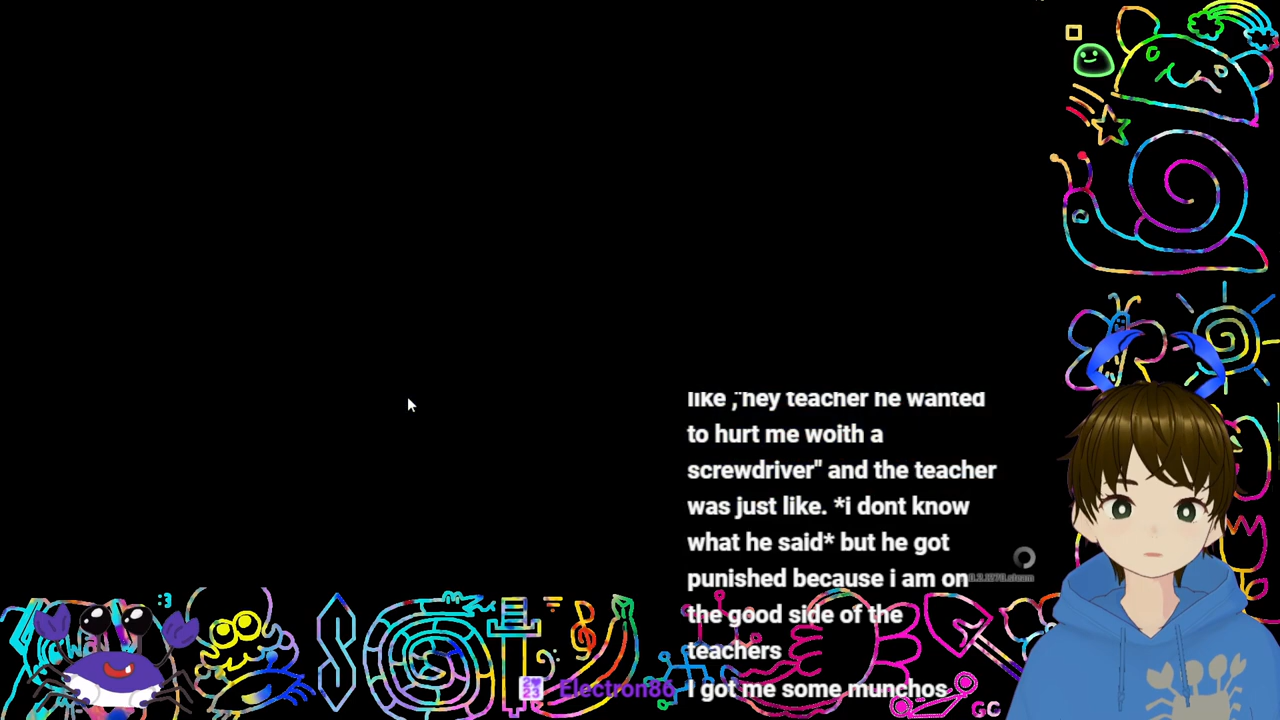 like ,"hey teacher he wanted
to hurt me woith a
screwdriver" and the teacher
was just like. *i dont know
what he said* but he got
punished because i am on
the good side of the
teachers
:3
Electron86 I got me some munchos
GO